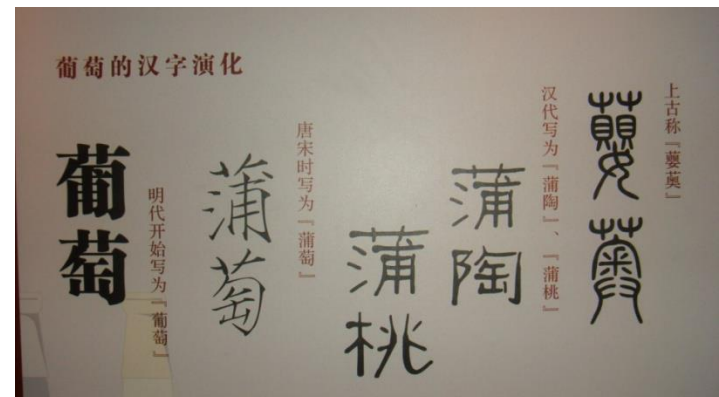 葡萄的汉字演化
上古称『蘡薁』
蘡薁
汉代写为『蒲陶』、『蒲桃』
蒲陶
蒲桃
唐宋时写为『蒲萄』
蒲萄
明代开始写为『葡萄』
葡萄